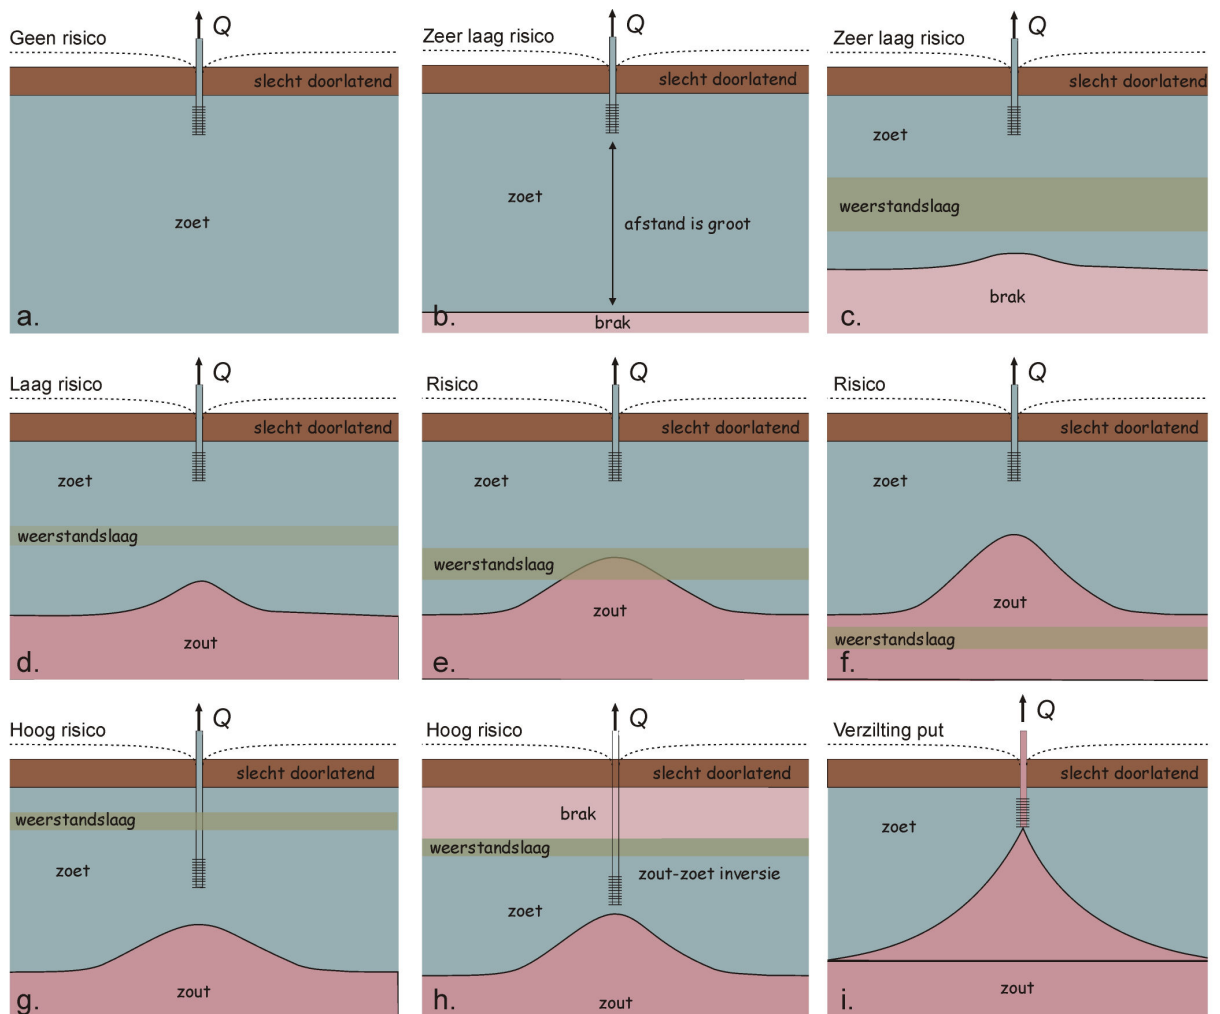 Geen risico
Q
slecht doorlatend
zoet
a.
Zeer laag risico
Q
slecht doorlatend
zoet
afstand is groot
b.
brak
Zeer laag risico
Q
slecht doorlatend
zoet
weerstandslaag
brak
c.
Laag risico
Q
slecht doorlatend
zoet
weerstandslaag
zout
d.
Risico
Q
slecht doorlatend
zoet
weerstandslaag
zout
e.
Risico
Q
slecht doorlatend
zoet
zout
weerstandslaag
f.
Hoog risico
Q
slecht doorlatend
weerstandslaag
zoet
zout
g.
Hoog risico
Q
slecht doorlatend
brak
weerstandslaag
zout-zoet inversie
zoet
h.
zout
Verzilting put
Q
slecht doorlatend
zoet
zout
i.